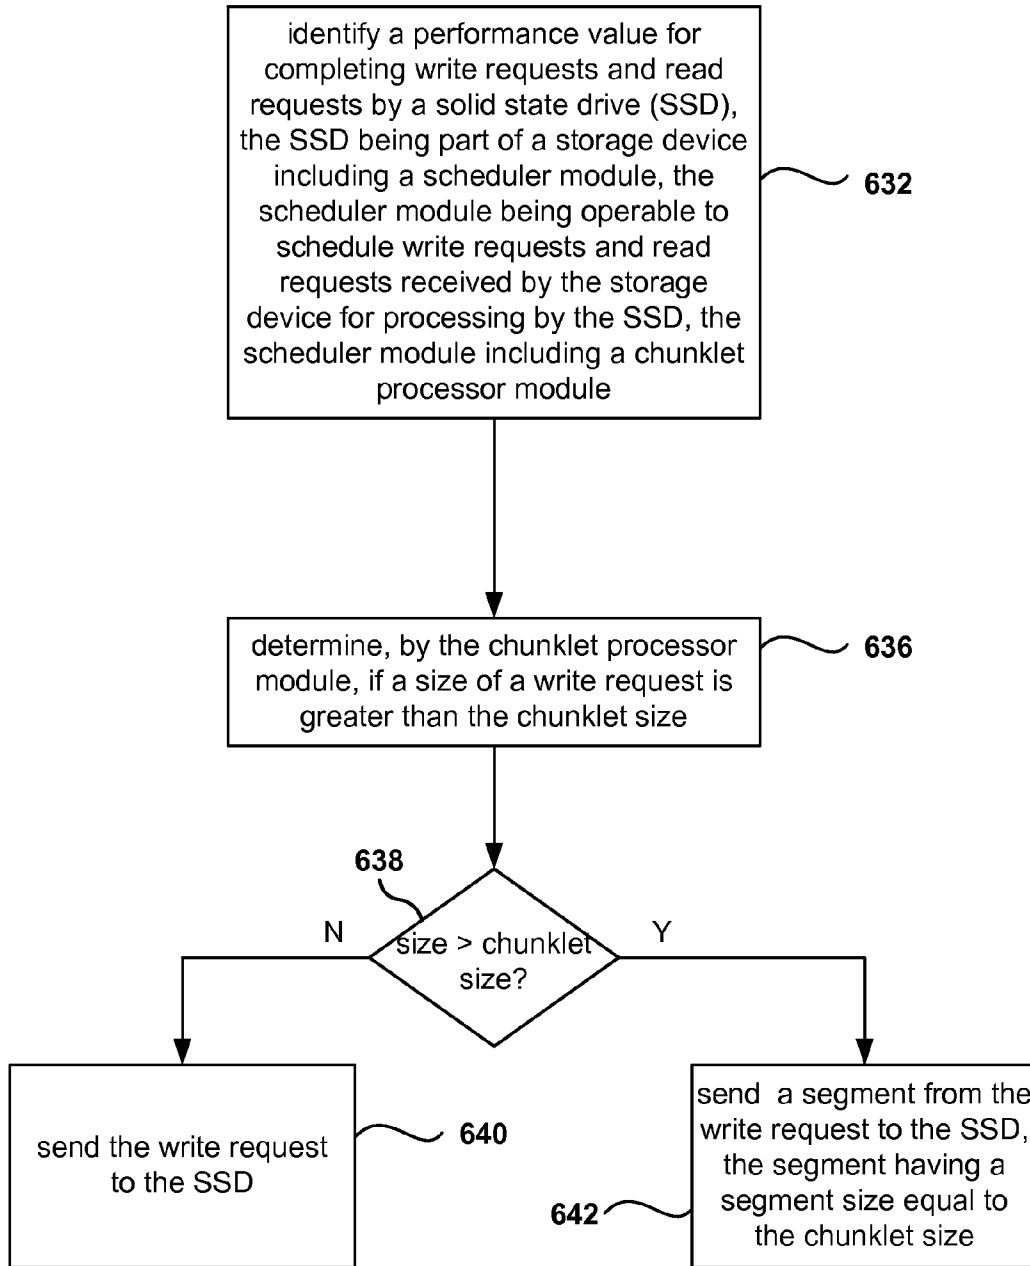 identify a performance value for
completing write requests and read
requests by a solid state drive (SSD),
the SSD being part of a storage device
including a scheduler module, the
scheduler module being operable to
schedule write requests and read
requests received by the storage
device for processing by the SSD, the
scheduler module including a chunklet
processor module
632
determine, by the chunklet processor
module, if a size of a write request is
greater than the chunklet size
636
638
N
size > chunklet
size?
Y
send the write request
to the SSD
640
send a segment from the
write request to the SSD,
the segment having a
segment size equal to
the chunklet size
642